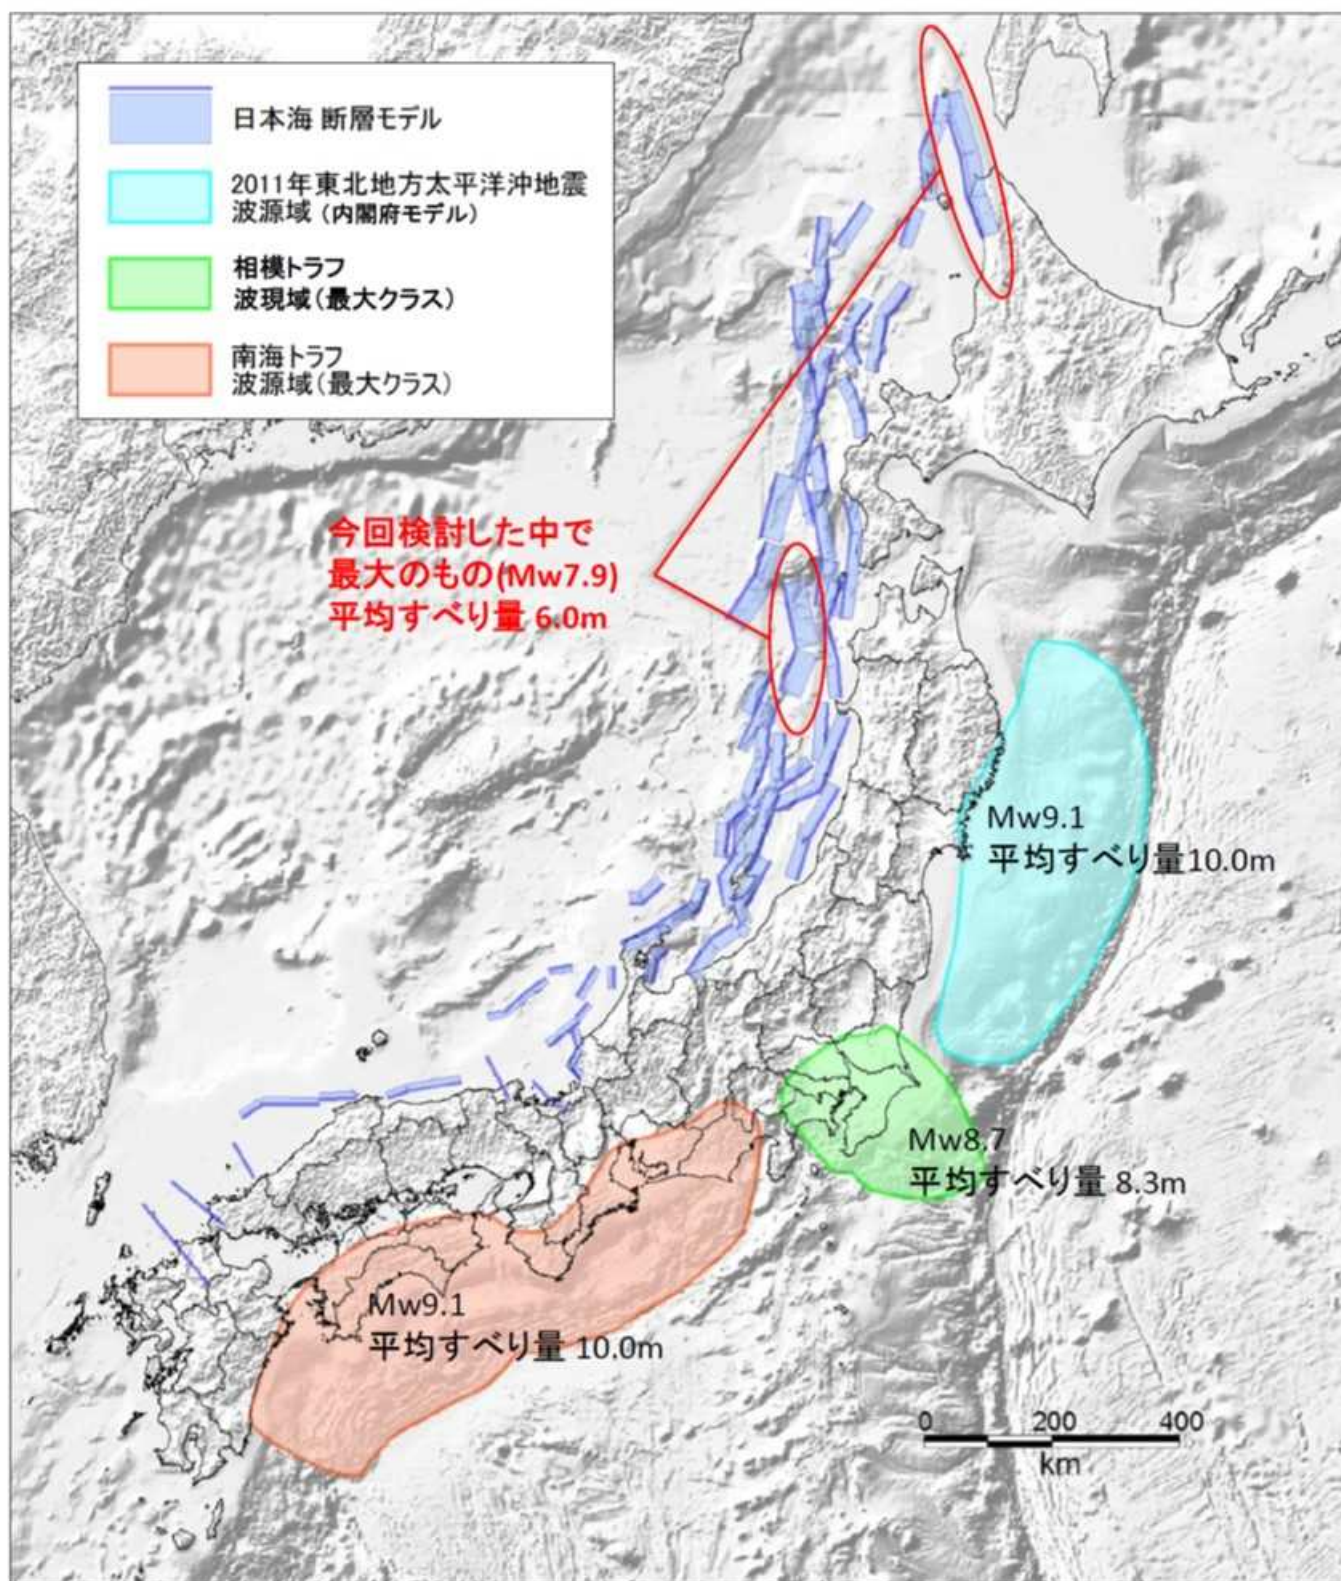 日本海 断層モデル
2011年東北地方太平洋沖地震
波源域（内閣府モデル）
相模トラフ
波現域（最大クラス）
南海トラフ
波源域（最大クラス）
今回検討した中で
最大のもの(Mw7.9)
平均すべり量 6.0m
Mw9.1
平均すべり量10.0m
Mw8.7
平均すべり量 8.3m
Mw9.1
平均すべり量 10.0m
0 200 400
km